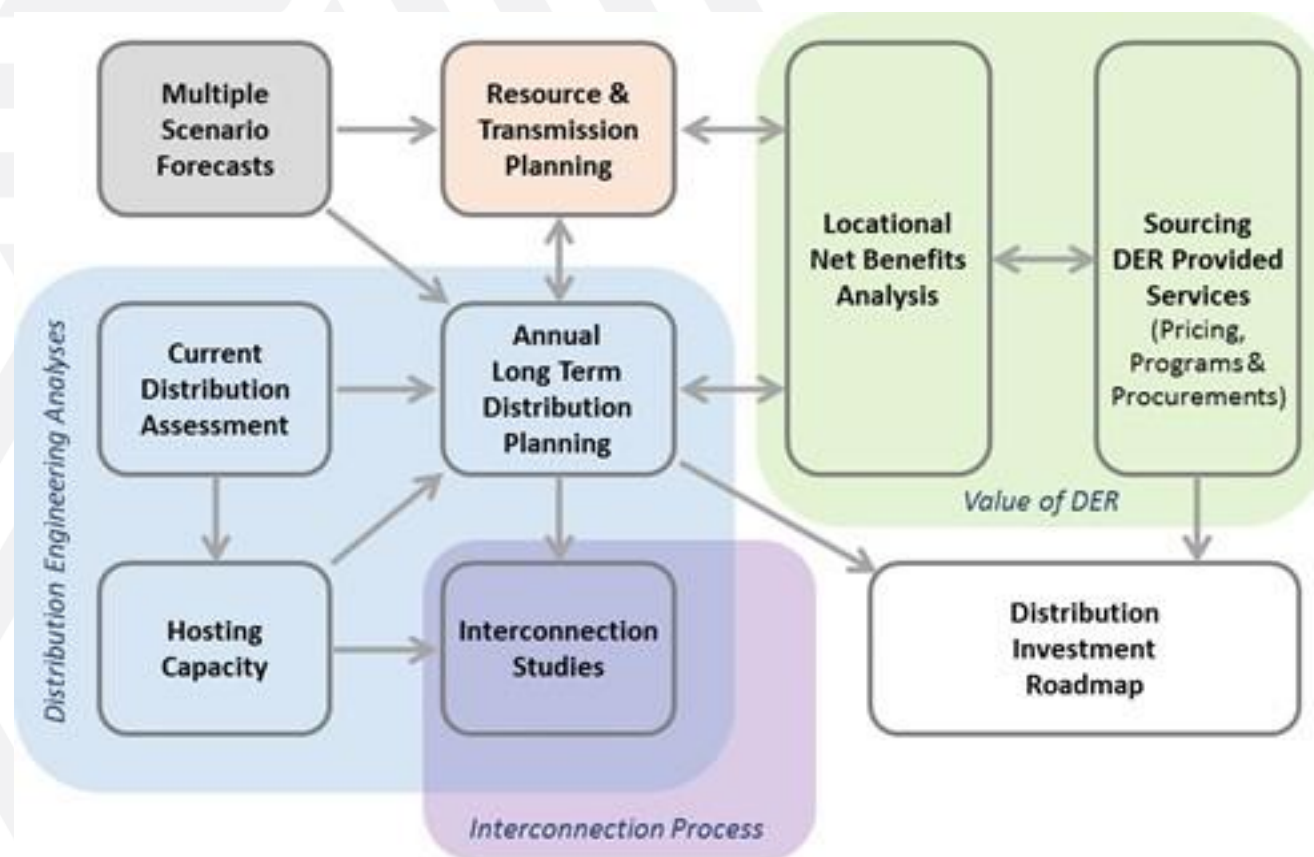 Multiple
Scenario
Forecasts
Resource &
Transmission
Planning
Locational
Net Benefits
Analysis
Sourcing
DER Provided
Services
(Pricing,
Programs &
Procurements)
Value of DER
Distribution Engineering Analyses
Current
Distribution
Assessment
Annual
Long Term
Distribution
Planning
Hosting
Capacity
Interconnection
Studies
Distribution
Investment
Roadmap
Interconnection Process